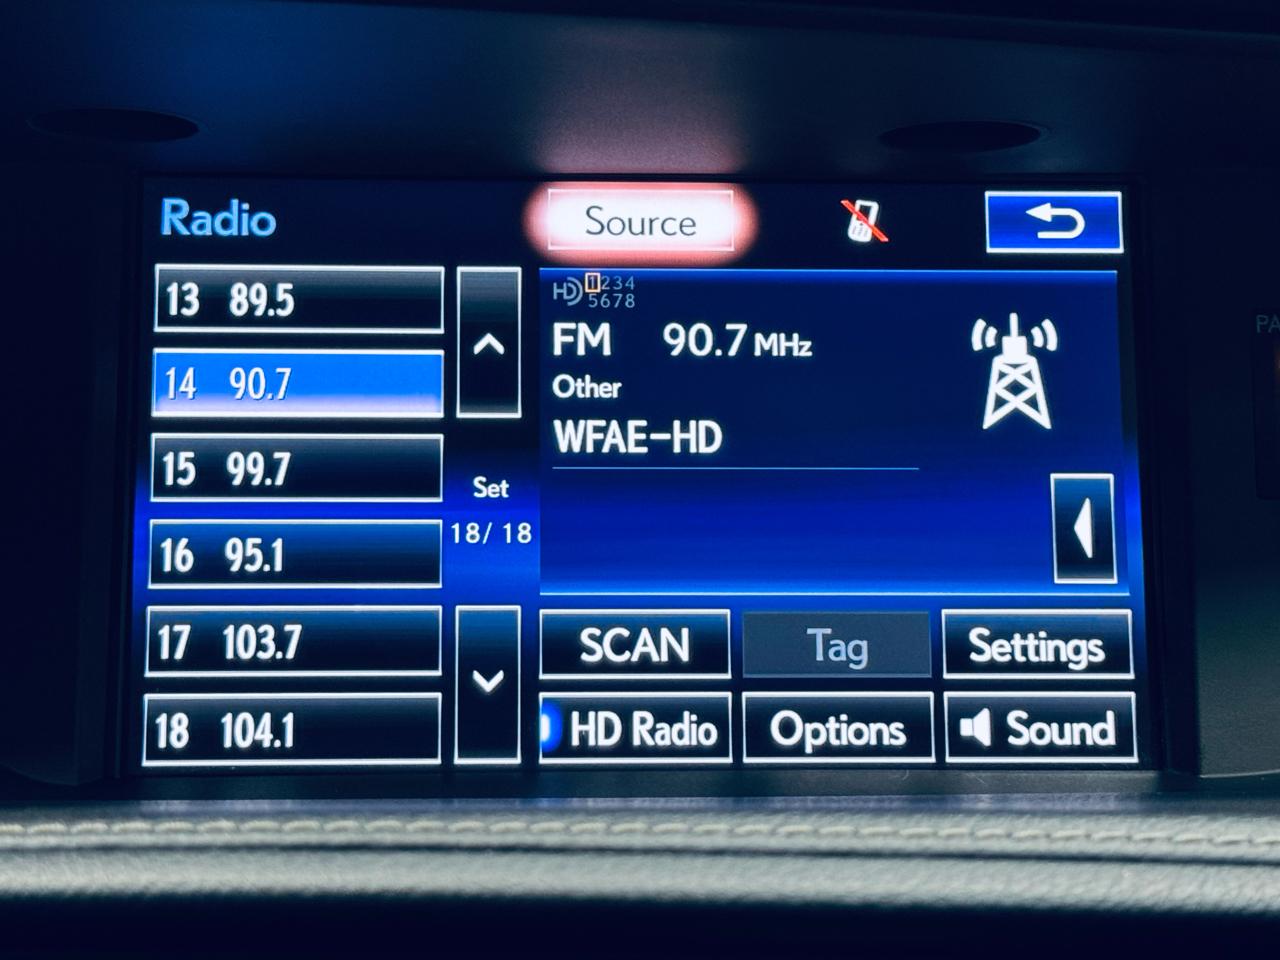 Radio
Source
13 89.5
14 90.7
15 99.7
16 95.1
17 103.7
18 104.1
Set
18/ 18
HD 1234
5678
FM 90.7 MHz
Other
WFAE-HD
SCAN
Tag
Settings
HD Radio
Options
Sound
PA